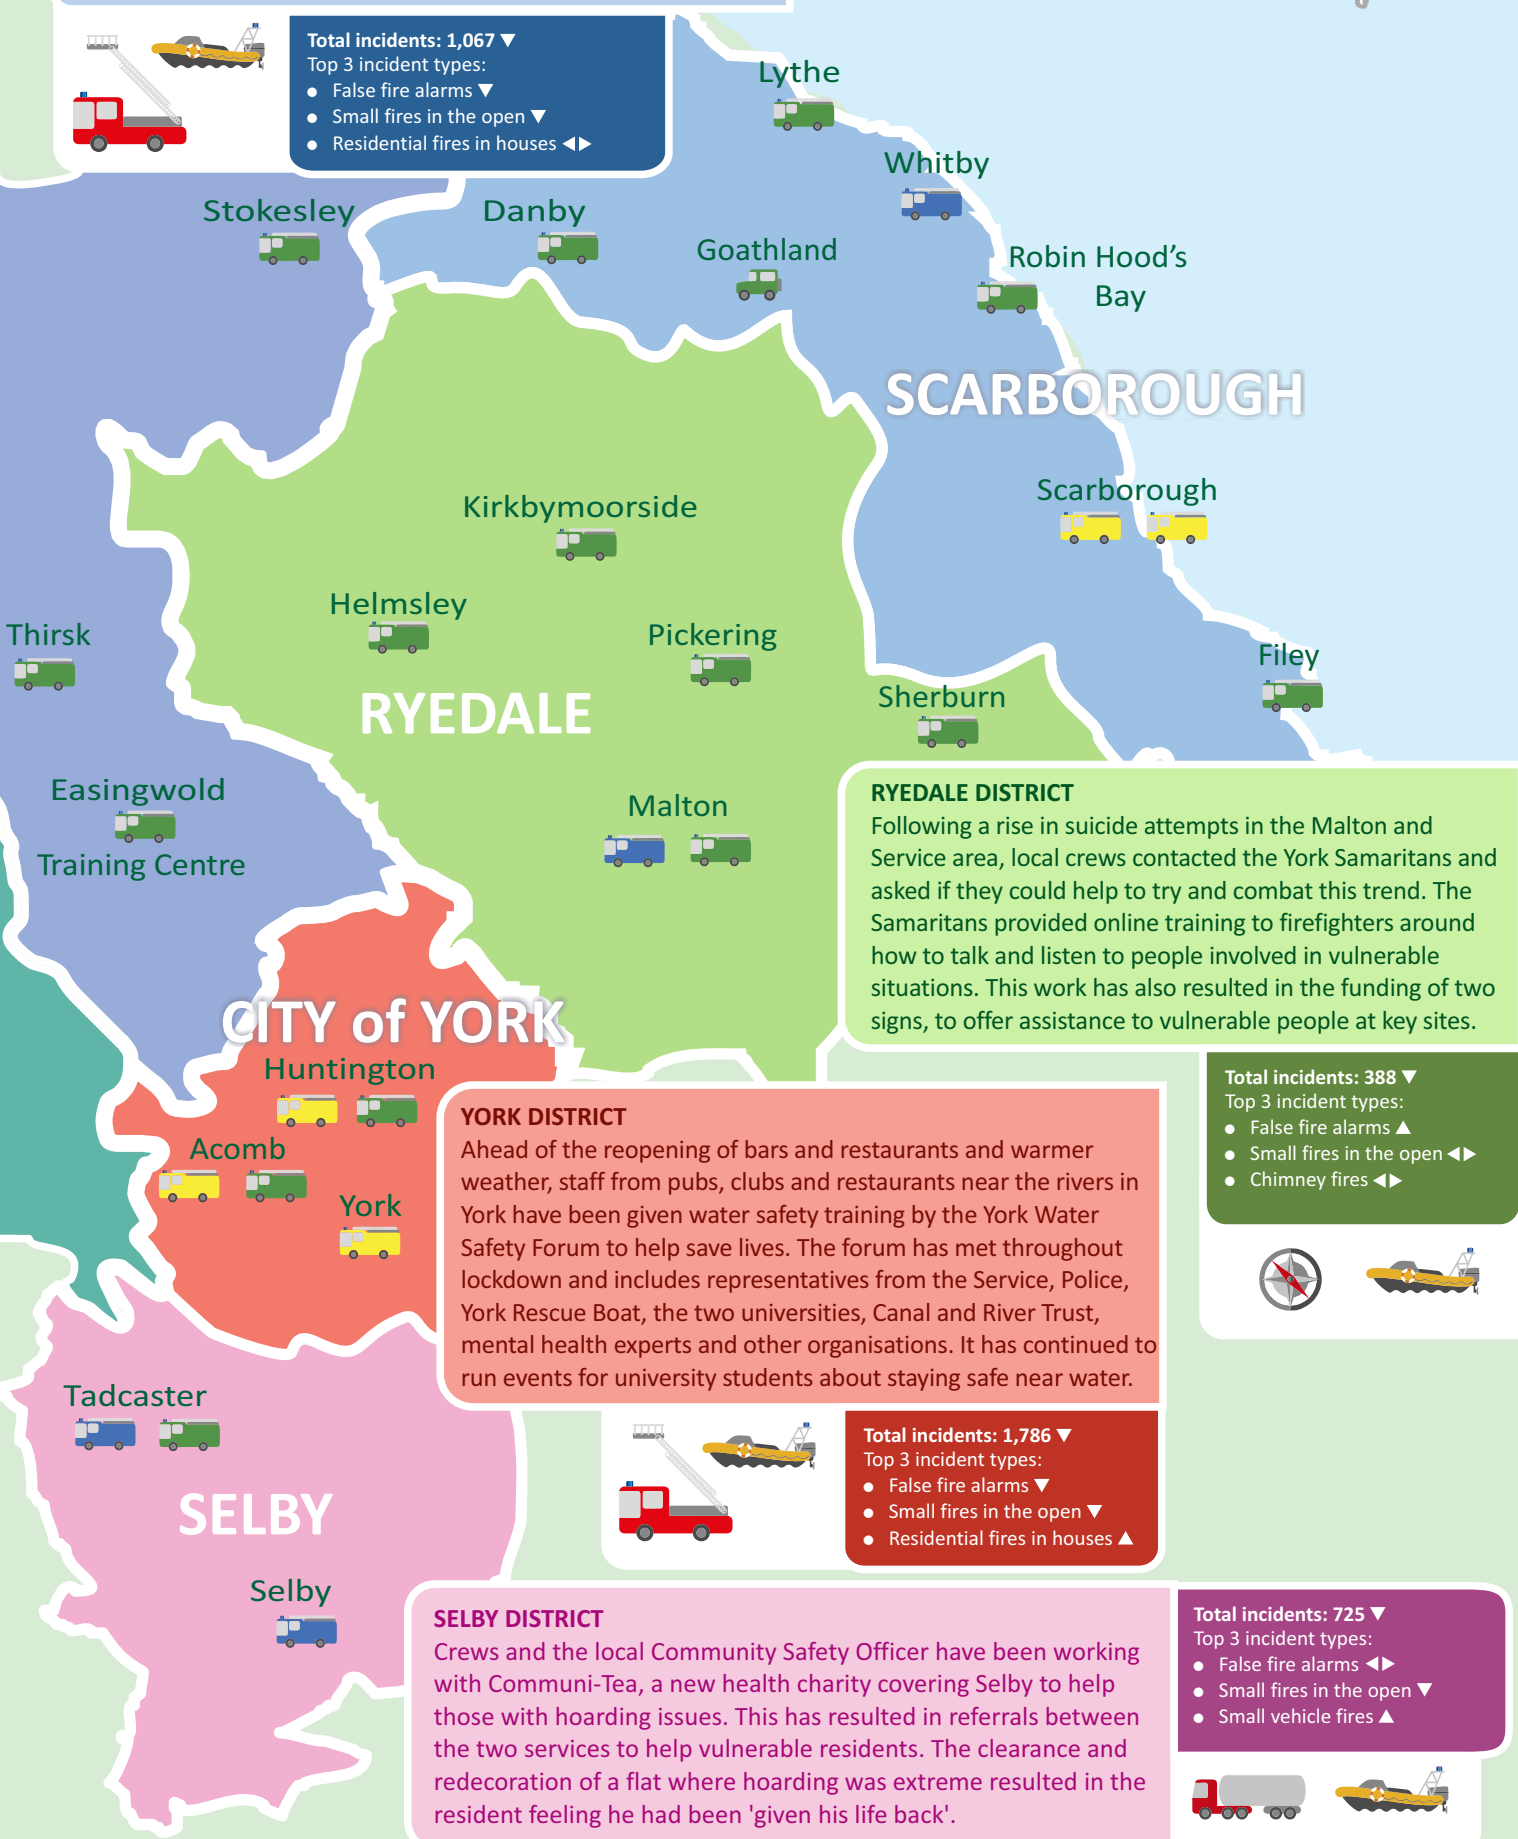 Total incidents: 1,067 ▼
Top 3 incident types:
● False fire alarms ▼
● Small fires in the open ▼
● Residential fires in houses ◀▶
Lythe
Whitby
Stokesley
Danby
Goathland
Robin Hood's
Bay
SCARBOROUGH
Scarborough
Kirkbymoorside
Helmsley
Thirsk
Pickering
Filey
Sherburn
RYEDALE
Easingwold
Training Centre
Malton
RYEDALE DISTRICT
Following a rise in suicide attempts in the Malton and
Service area, local crews contacted the York Samaritans and
asked if they could help to try and combat this trend. The
Samaritans provided online training to firefighters around
how to talk and listen to people involved in vulnerable
situations. This work has also resulted in the funding of two
signs, to offer assistance to vulnerable people at key sites.
Total incidents: 388 ▼
Top 3 incident types:
● False fire alarms ▲
● Small fires in the open ◀▶
● Chimney fires ◀▶
CITY of YORK
Huntington
Acomb
York
YORK DISTRICT
Ahead of the reopening of bars and restaurants and warmer
weather, staff from pubs, clubs and restaurants near the rivers in
York have been given water safety training by the York Water
Safety Forum to help save lives. The forum has met throughout
lockdown and includes representatives from the Service, Police,
York Rescue Boat, the two universities, Canal and River Trust,
mental health experts and other organisations. It has continued to
run events for university students about staying safe near water.
Total incidents: 1,786 ▼
Top 3 incident types:
● False fire alarms ▼
● Small fires in the open ▼
● Residential fires in houses ▲
Tadcaster
SELBY
Selby
SELBY DISTRICT
Crews and the local Community Safety Officer have been working
with Communi-Tea, a new health charity covering Selby to help
those with hoarding issues. This has resulted in referrals between
the two services to help vulnerable residents. The clearance and
redecoration of a flat where hoarding was extreme resulted in the
resident feeling he had been 'given his life back'.
Total incidents: 725 ▼
Top 3 incident types:
● False fire alarms ◀▶
● Small fires in the open ▼
● Small vehicle fires ▲